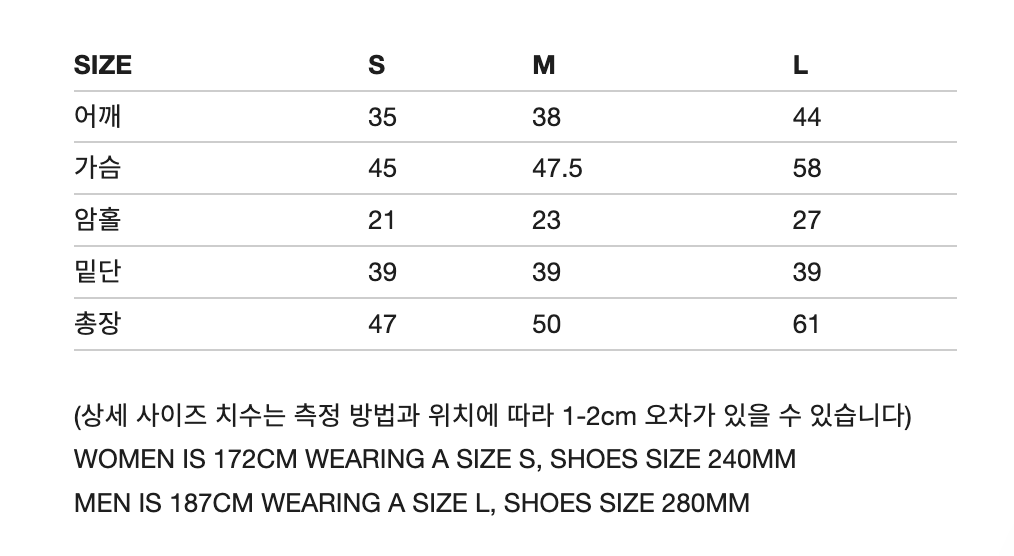 SIZE S M L
어깨 35 38 44
가슴 45 47.5 58
암홀 21 23 27
밑단 39 39 39
총장 47 50 61
(상세 사이즈 치수는 측정 방법과 위치에 따라 1-2cm 오차가 있을 수 있습니다)
WOMEN IS 172CM WEARING A SIZE S, SHOES SIZE 240MM
MEN IS 187CM WEARING A SIZE L, SHOES SIZE 280MM